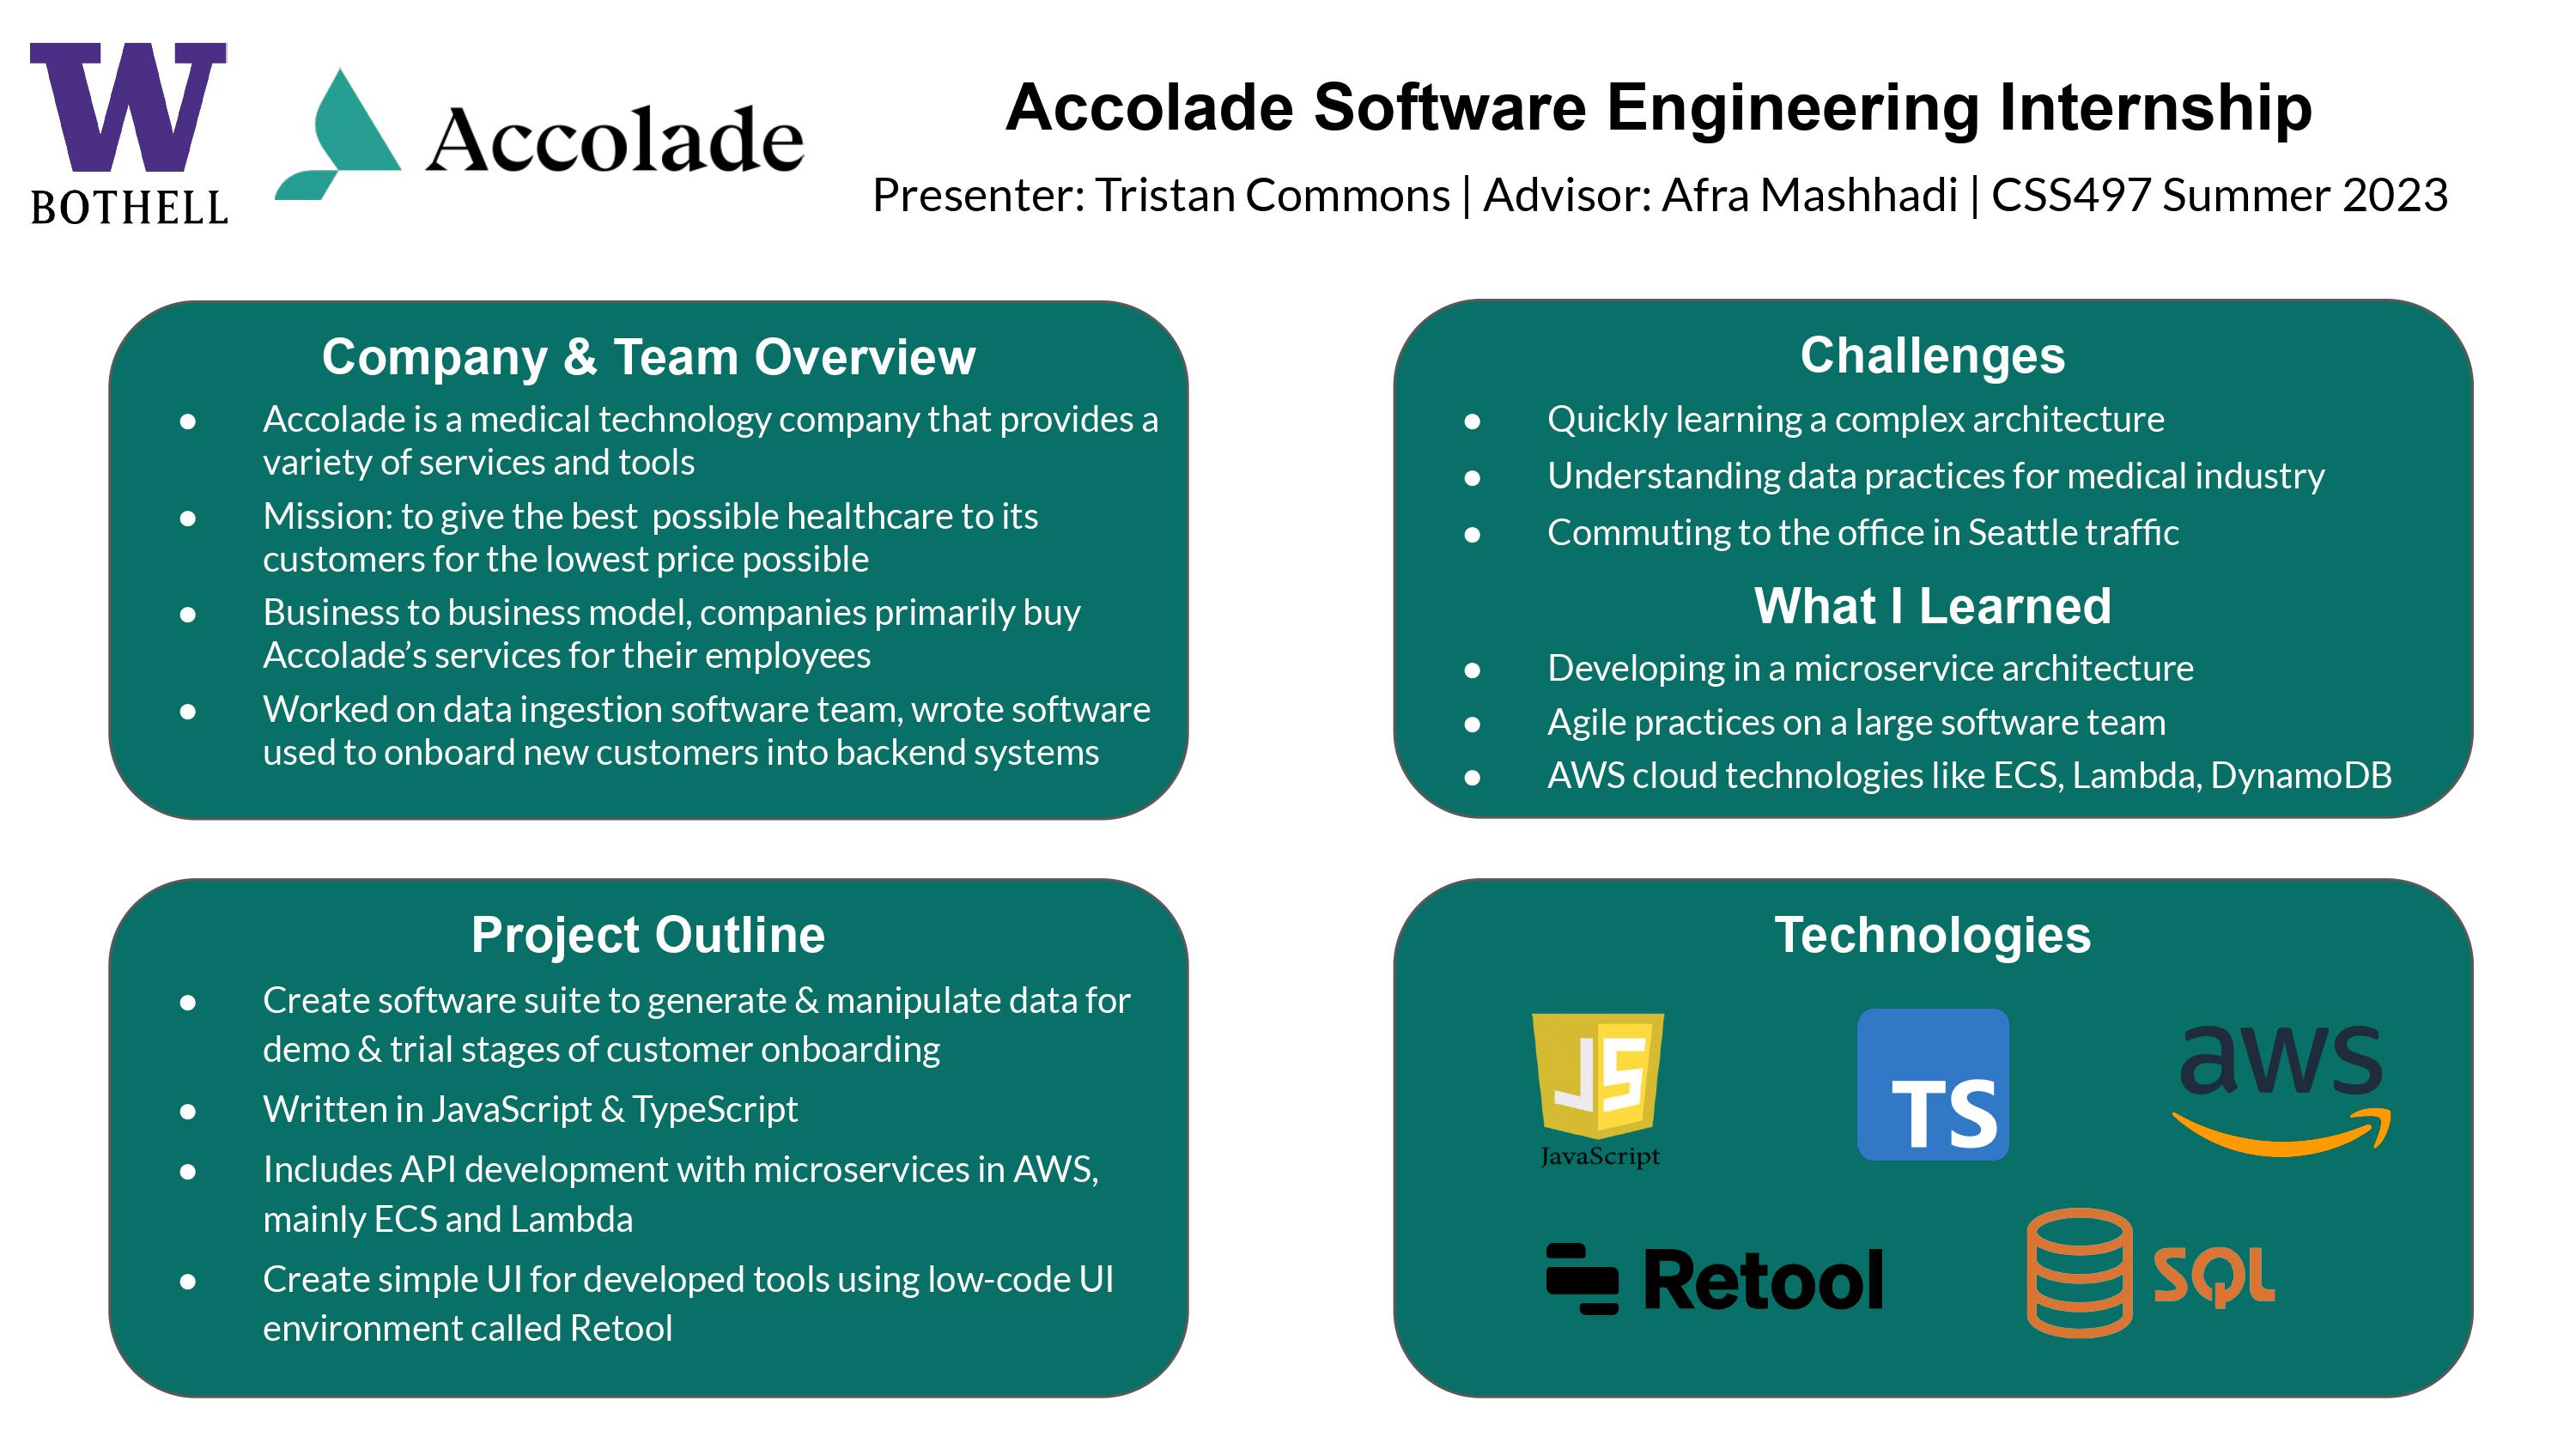 W
BOTHELL
Accolade
Accolade Software Engineering Internship
Presenter: Tristan Commons | Advisor: Afra Mashhadi | CSS497 Summer 2023
Company & Team Overview
● Accolade is a medical technology company that provides a
variety of services and tools
● Mission: to give the best  possible healthcare to its
customers for the lowest price possible
● Business to business model, companies primarily buy
Accolade’s services for their employees
● Worked on data ingestion software team, wrote software
used to onboard new customers into backend systems
Challenges
● Quickly learning a complex architecture
● Understanding data practices for medical industry
● Commuting to the office in Seattle traffic
What I Learned
● Developing in a microservice architecture
● Agile practices on a large software team
● AWS cloud technologies like ECS, Lambda, DynamoDB
Project Outline
● Create software suite to generate & manipulate data for
demo & trial stages of customer onboarding
● Written in JavaScript & TypeScript
● Includes API development with microservices in AWS,
mainly ECS and Lambda
● Create simple UI for developed tools using low-code UI
environment called Retool
Technologies
JS
JavaScript
TS
aws
Retool
SQL